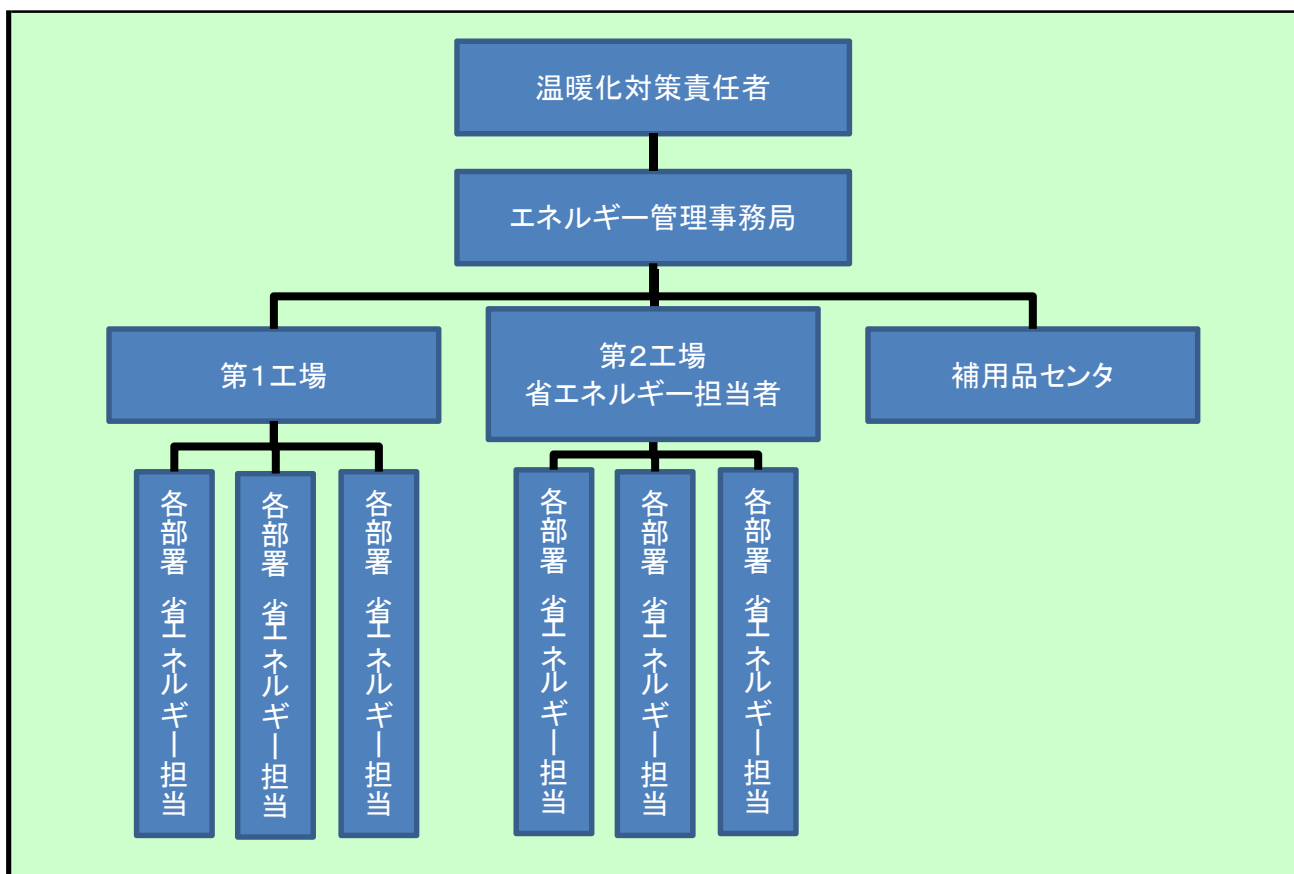 温暖化対策責任者
エネルギー管理事務局
第1工場
第2工場
省エネルギー担当者
補用品センタ
各部署 省エネルギー担当
各部署 省エネルギー担当
各部署 省エネルギー担当
各部署 省エネルギー担当
各部署 省エネルギー担当
各部署 省エネルギー担当